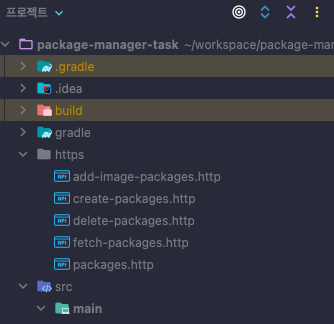 프로젝트
package-manager-task ~/workspace/package-mar
.gradle
.idea
build
gradle
https
API add-image-packages.http
API create-packages.http
API delete-packages.http
API fetch-packages.http
API packages.http
src
main